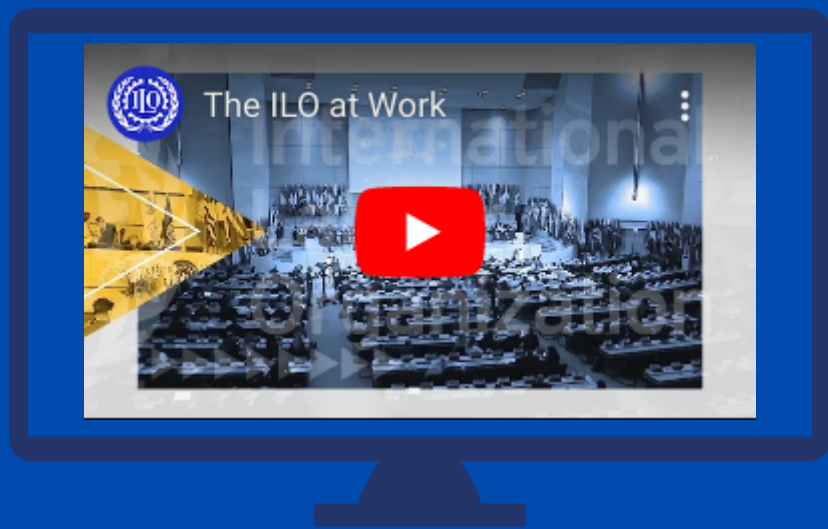 ILO
The ILO at Work
International
Organization